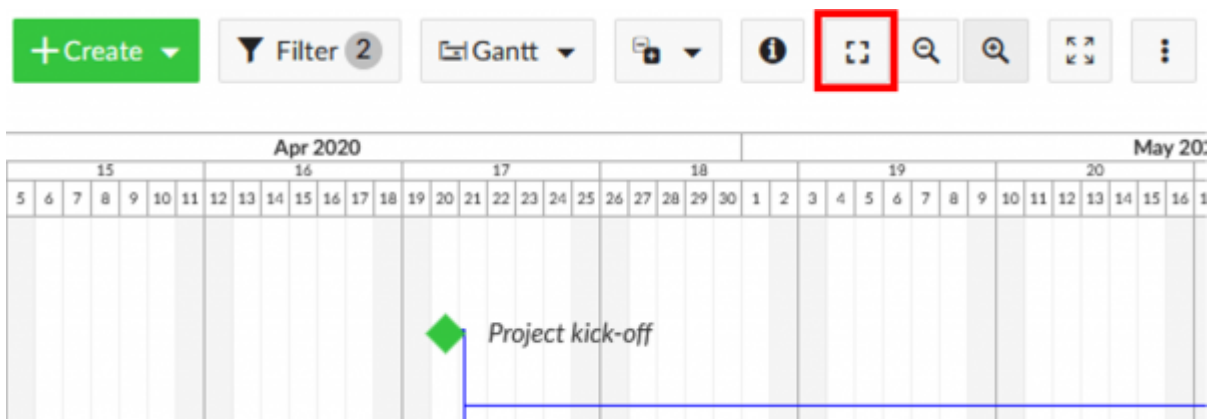 Create Filter 2 Gantt
Apr 2020 May 202
15 16 17 18 19 20
5 6 7 8 9 10 11 12 13 14 15 16 17 18 19 20 21 22 23 24 25 26 27 28 29 30 1 2 3 4 5 6 7 8 9 10 11 12 13 14 15 16 1
Project kick-off